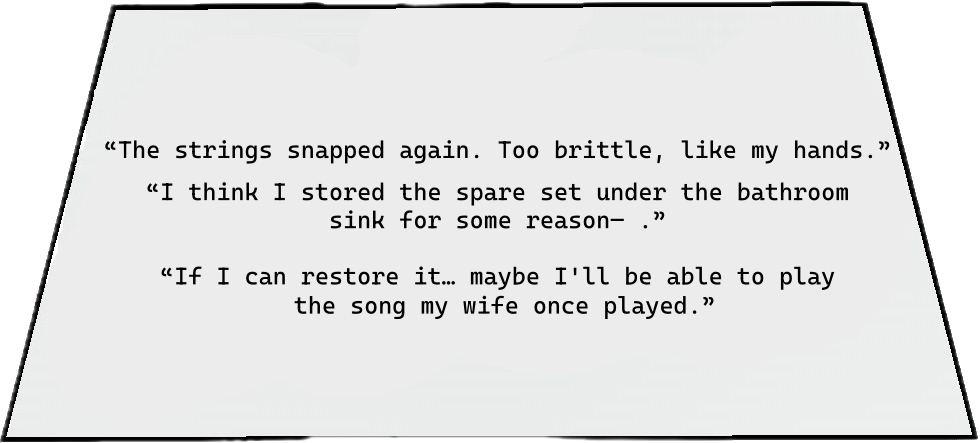 “The strings snapped again. Too brittle, like my hands.”
“I think I stored the spare set under the bathroom
sink for some reason— .”
“If I can restore it… maybe I'll be able to play
the song my wife once played.”